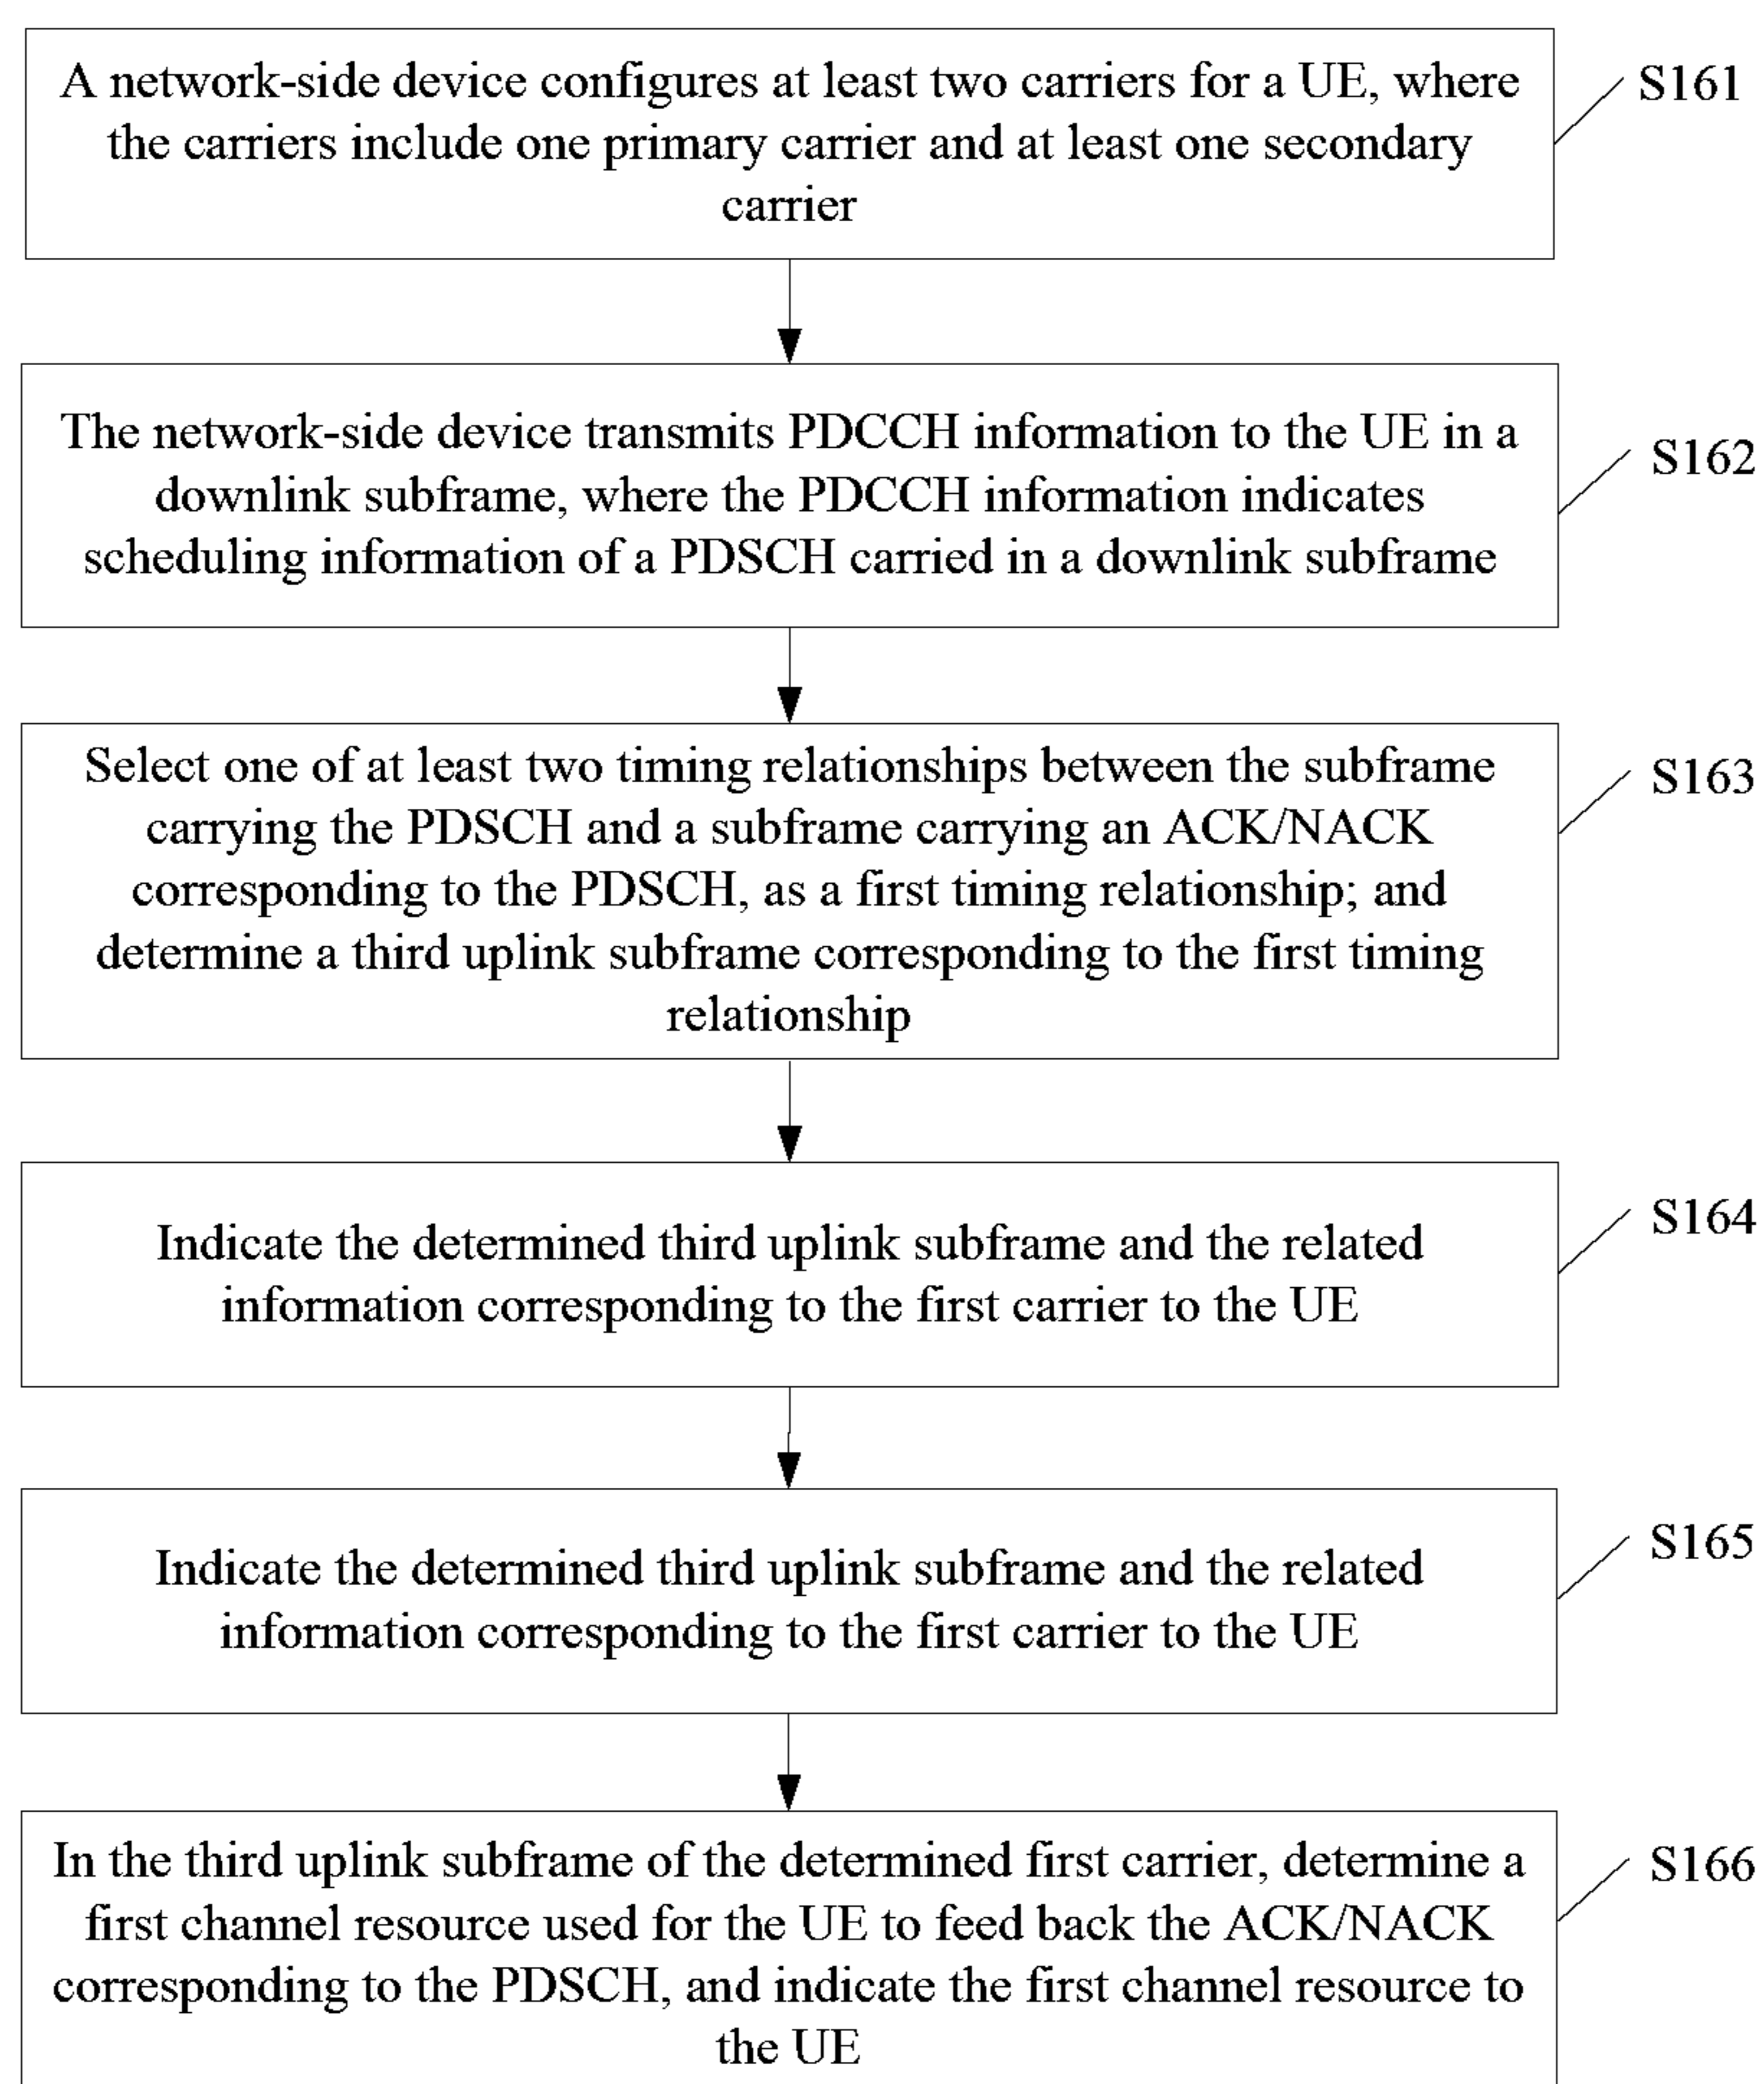 A network-side device configures at least two carriers for a UE, where
the carriers include one primary carrier and at least one secondary
carrier
S161
The network-side device transmits PDCCH information to the UE in a
downlink subframe, where the PDCCH information indicates
scheduling information of a PDSCH carried in a downlink subframe
S162
Select one of at least two timing relationships between the subframe
carrying the PDSCH and a subframe carrying an ACK/NACK
corresponding to the PDSCH, as a first timing relationship; and
determine a third uplink subframe corresponding to the first timing
relationship
S163
Indicate the determined third uplink subframe and the related
information corresponding to the first carrier to the UE
S164
Indicate the determined third uplink subframe and the related
information corresponding to the first carrier to the UE
S165
In the third uplink subframe of the determined first carrier, determine a
first channel resource used for the UE to feed back the ACK/NACK
corresponding to the PDSCH, and indicate the first channel resource to
the UE
S166